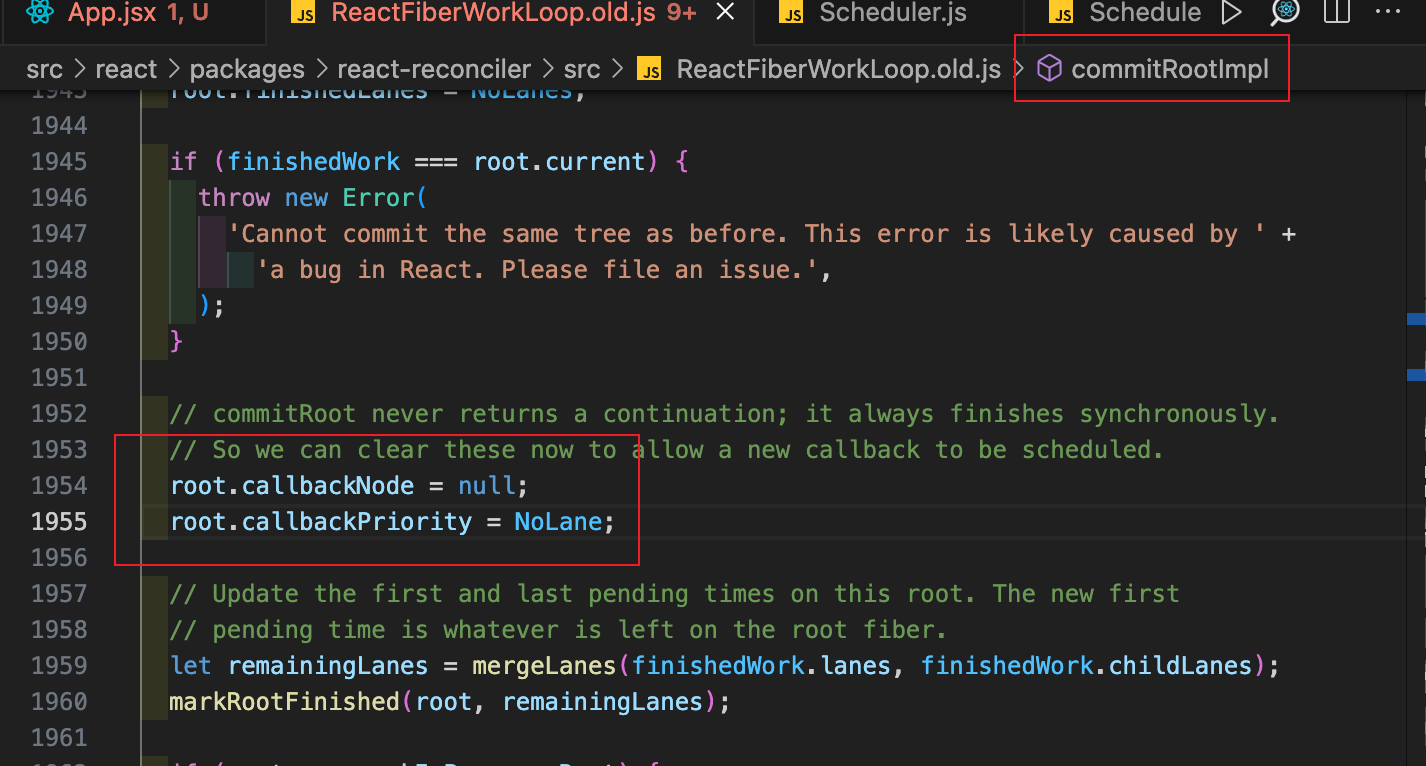 App.jsx 1, U JS ReactFiberWorkLoop.old.js 9+ JS Scheduler.js JS Schedule
src > react > packages > react-reconciler > src > JS ReactFiberWorkLoop.old.js > commitRootImpl
1943 root.finishedLanes = NoLanes;
1944
1945 if (finishedWork === root.current) {
1946 throw new Error(
1947 'Cannot commit the same tree as before. This error is likely caused by ' +
1948 'a bug in React. Please file an issue.',
1949 );
1950 }
1951
1952 // commitRoot never returns a continuation; it always finishes synchronously.
1953 // So we can clear these now to allow a new callback to be scheduled.
1954 root.callbackNode = null;
1955 root.callbackPriority = NoLane;
1956
1957 // Update the first and last pending times on this root. The new first
1958 // pending time is whatever is left on the root fiber.
1959 let remainingLanes = mergeLanes(finishedWork.lanes, finishedWork.childLanes);
1960 markRootFinished(root, remainingLanes);
1961